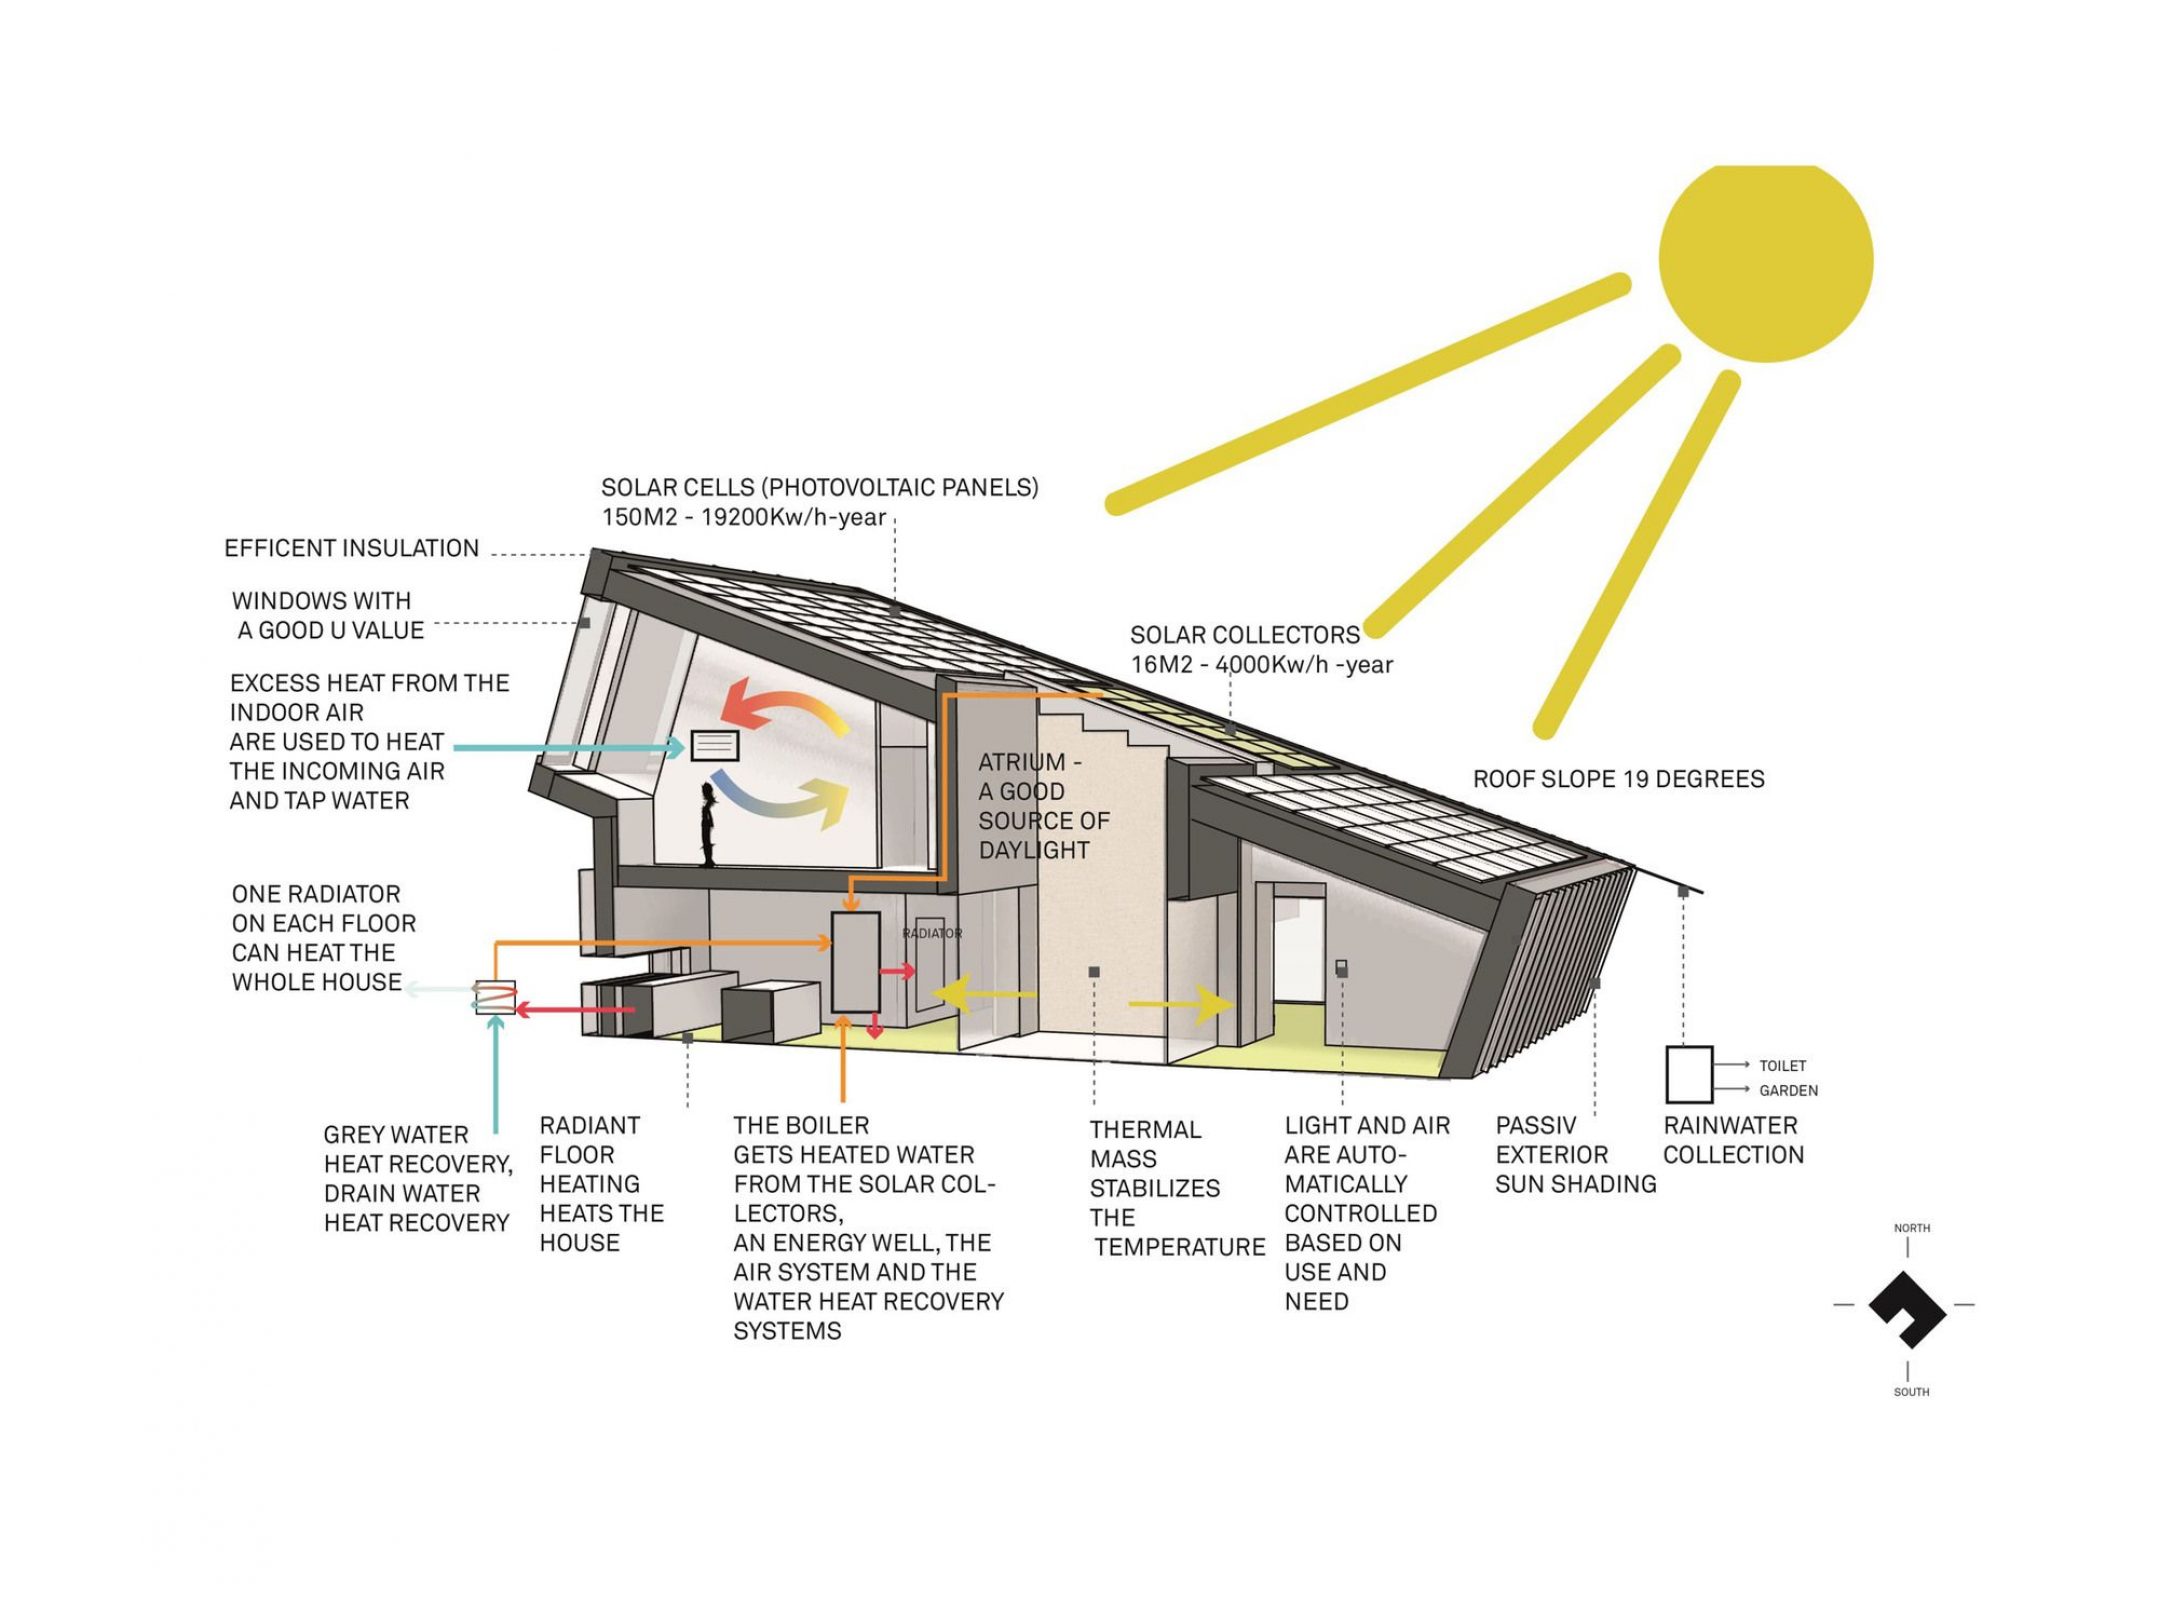 SOLAR CELLS (PHOTOVOLTAIC PANELS)
150M2 - 19200Kw/h-year
EFFICENT INSULATION
WINDOWS WITH
A GOOD U VALUE
EXCESS HEAT FROM THE
INDOOR AIR
ARE USED TO HEAT
THE INCOMING AIR
AND TAP WATER
SOLAR COLLECTORS
16M2 - 4000Kw/h -year
ROOF SLOPE 19 DEGREES
ATRIUM -
A GOOD
SOURCE OF
DAYLIGHT
ONE RADIATOR
ON EACH FLOOR
CAN HEAT THE
WHOLE HOUSE
RADIATOR
TOILET
GARDEN
GREY WATER
HEAT RECOVERY,
DRAIN WATER
HEAT RECOVERY
RADIANT
FLOOR
HEATING
HEATS THE
HOUSE
THE BOILER
GETS HEATED WATER
FROM THE SOLAR COL-
LECTORS,
AN ENERGY WELL, THE
AIR SYSTEM AND THE
WATER HEAT RECOVERY
SYSTEMS
THERMAL
MASS
STABILIZES
THE
TEMPERATURE
LIGHT AND AIR
ARE AUTO-
MATICALLY
CONTROLLED
BASED ON
USE AND
NEED
PASSIV
EXTERIOR
SUN SHADING
RAINWATER
COLLECTION
NORTH
SOUTH